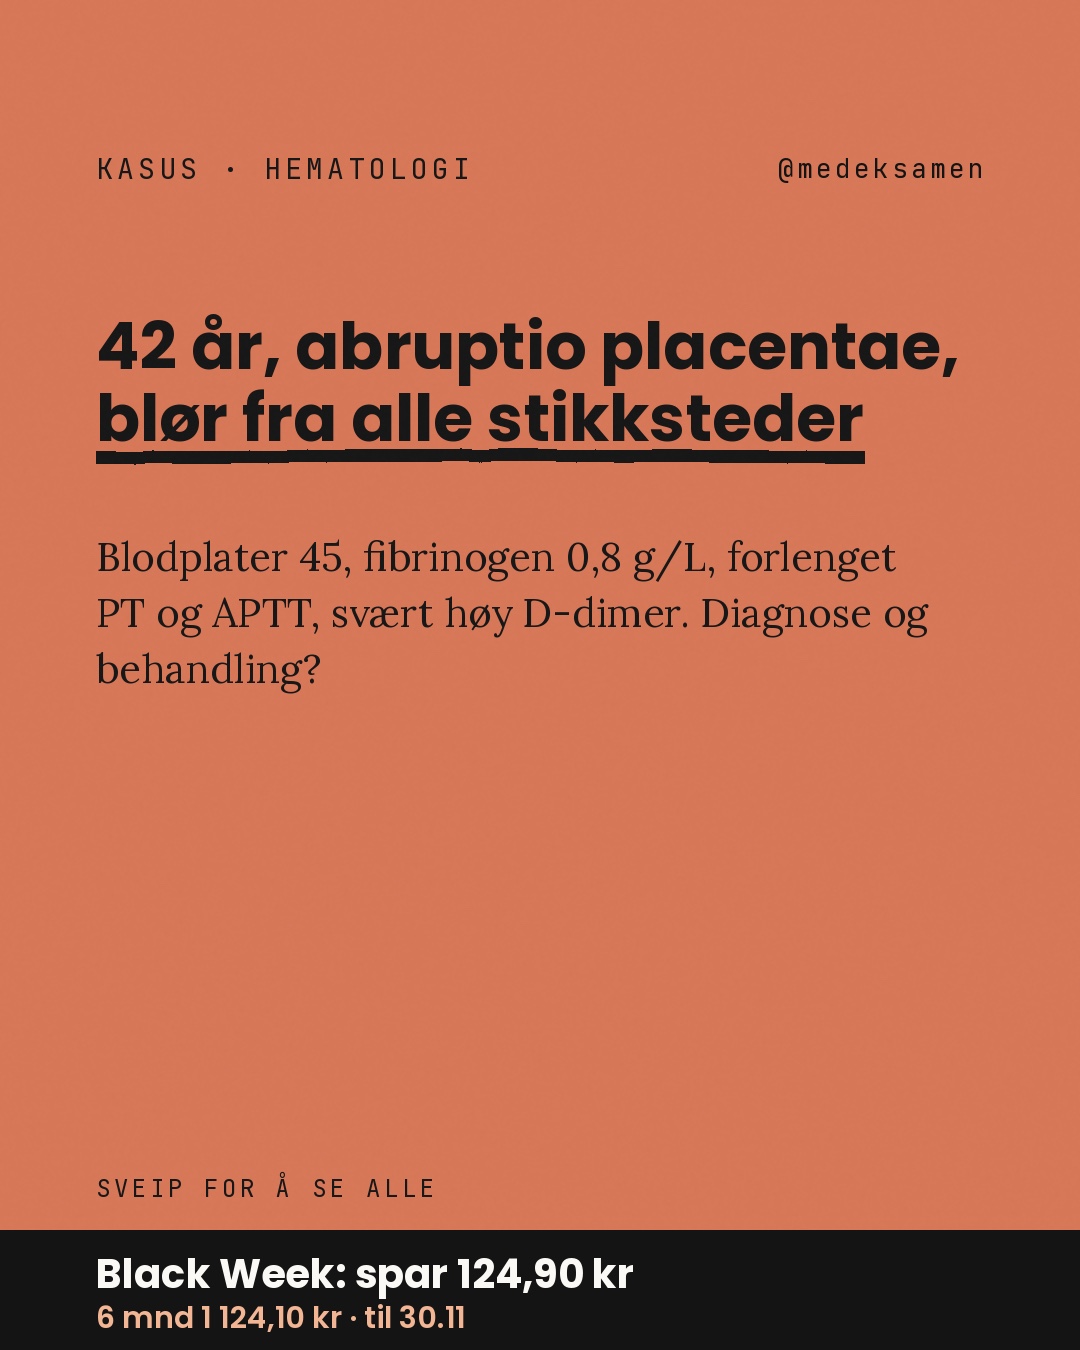 KASUS · HEMATOLOGI
@medeksamen
42 år, abruptio placentae,
blør fra alle stikksteder
Blodplater 45, fibrinogen 0,8 g/L, forlenget
PT og APTT, svært høy D-dimer. Diagnose og
behandling?
SVEIP FOR Å SE ALLE
Black Week: spar 124,90 kr
6 mnd 1 124,10 kr · til 30.11